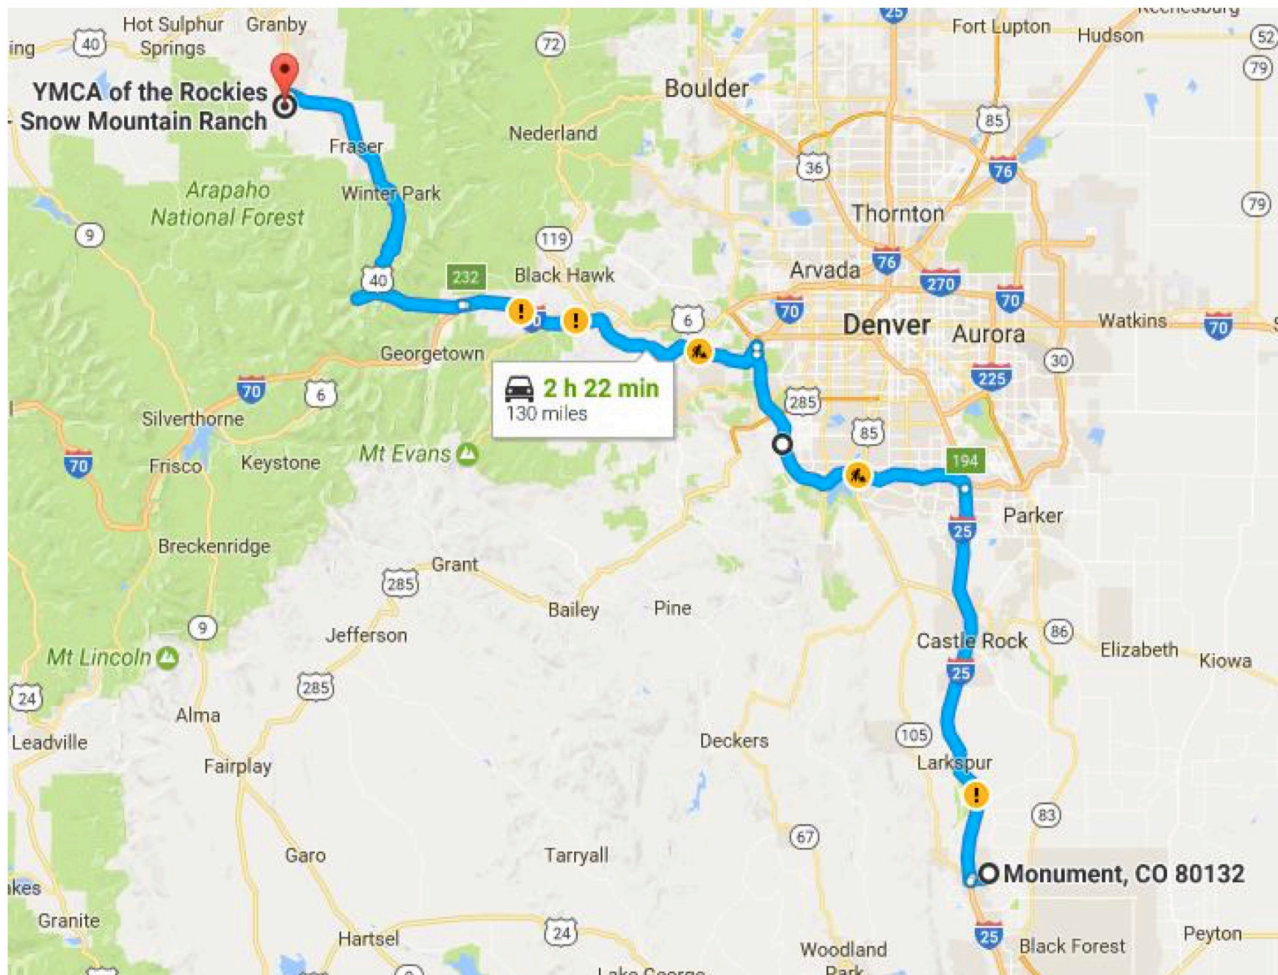 25
Keenesburg
Hot Sulphur
Springs
Granby
Fort Lupton
Hudson
52
ing
40
72
79
YMCA of the Rockies
Snow Mountain Ranch
Boulder
85
Nederland
Fraser
36
76
Arapaho
National Forest
Winter Park
79
Thornton
9
119
76
Arvada
232
Black Hawk
40
270
70
70
6
Denver
Aurora
Watkins
70
Georgetown
30
225
2 h 22 min
130 miles
70
6
285
Silverthorne
85
Mt Evans
70
Frisco
Keystone
194
Parker
25
Breckenridge
Grant
285
Bailey
Pine
9
Jefferson
86
Castle Rock
Elizabeth
Kiowa
Mt Lincoln
25
285
24
Alma
105
Leadville
Deckers
Larkspur
Fairplay
83
67
Garo
Tarryall
Monument, CO 80132
akes
Granite
24
25
Hartsel
Black Forest
Peyton
Woodland
Park
Lake George